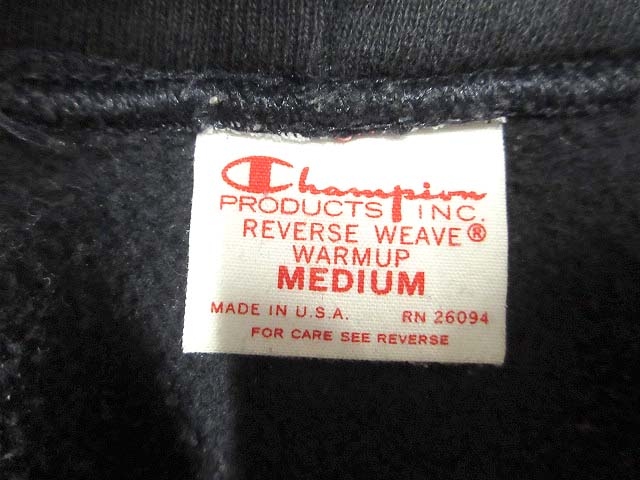 Champion
PRODUCTS INC.
REVERSE WEAVE®
WARMUP
MEDIUM
MADE IN U.S.A. RN 26094
FOR CARE SEE REVERSE